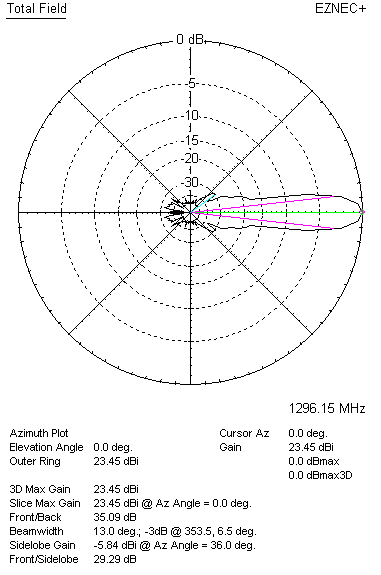 Total Field
EZNEC+
0 dB
-5
-10
-15
-20
-30
1296.15 MHz
Azimuth Plot
Elevation Angle 0.0 deg.
Outer Ring 23.45 dBi
Cursor Az 0.0 deg.
Gain 23.45 dBi
0.0 dBmax
0.0 dBmax3D
3D Max Gain 23.45 dBi
Slice Max Gain 23.45 dBi @ Az Angle = 0.0 deg.
Front/Back 35.09 dB
Beamwidth 13.0 deg.; -3dB @ 353.5, 6.5 deg.
Sidelobe Gain -5.84 dBi @ Az Angle = 36.0 deg.
Front/Sidelobe 29.29 dB